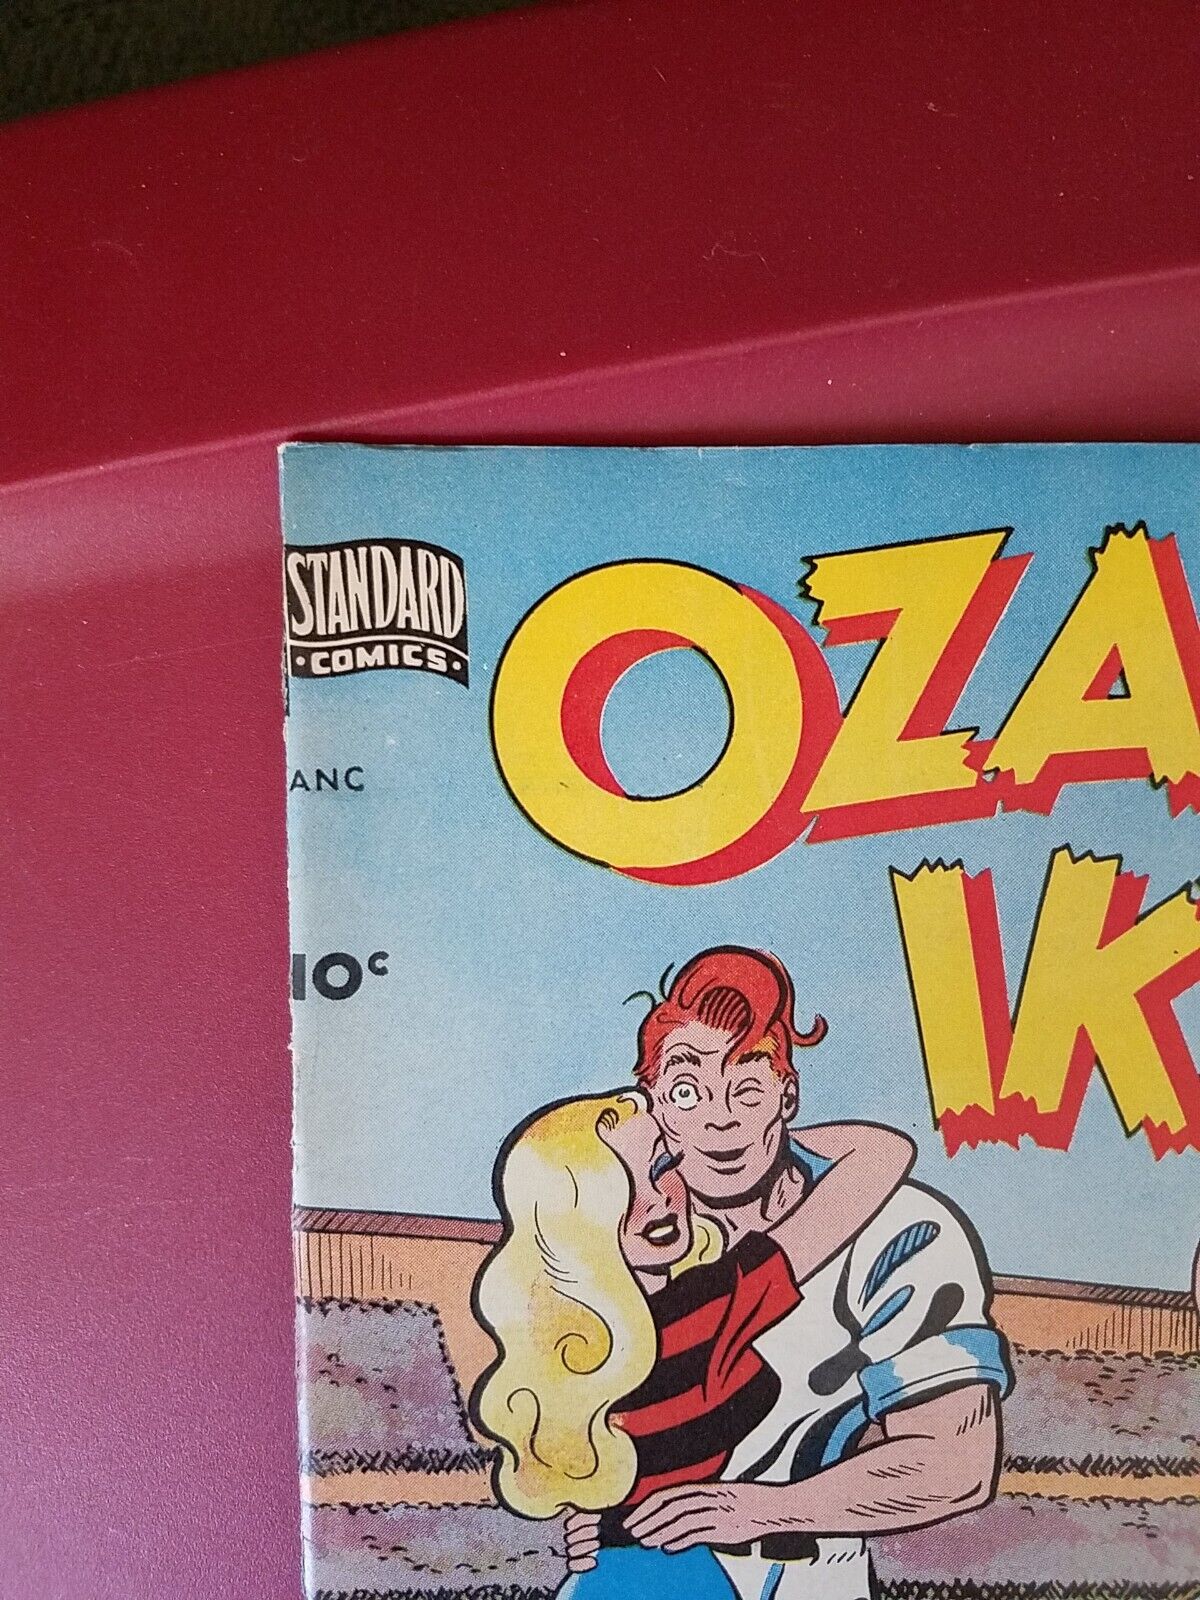 STANDARD
• COMICS •
OZA
IK
ANC
10c